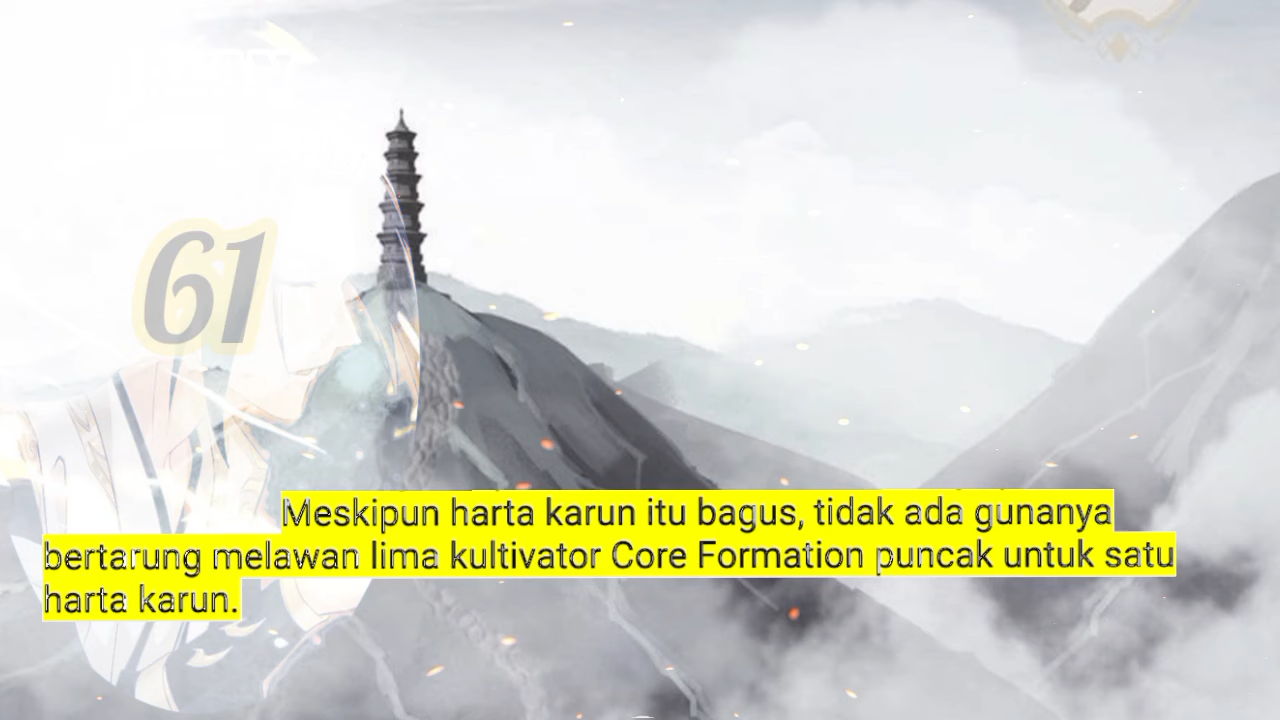 61
Meskipun harta karun itu bagus, tidak ada gunanya
bertarung melawan lima kultivator Core Formation puncak untuk satu
harta karun.